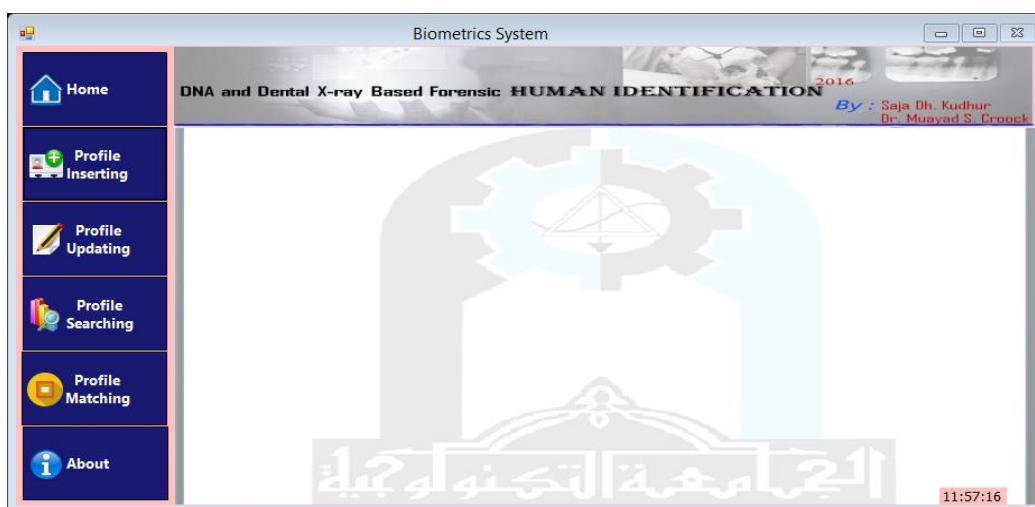 Biometrics System
Home
DNA and Dental X-ray Based Forensic HUMAN IDENTIFICATION
2016
By : Saja Dh. Kudhur
Dr. Muayad S. Croock
Profile
Inserting
Profile
Updating
Profile
Searching
Profile
Matching
About
الجامعة التكنولوجية
11:57:16